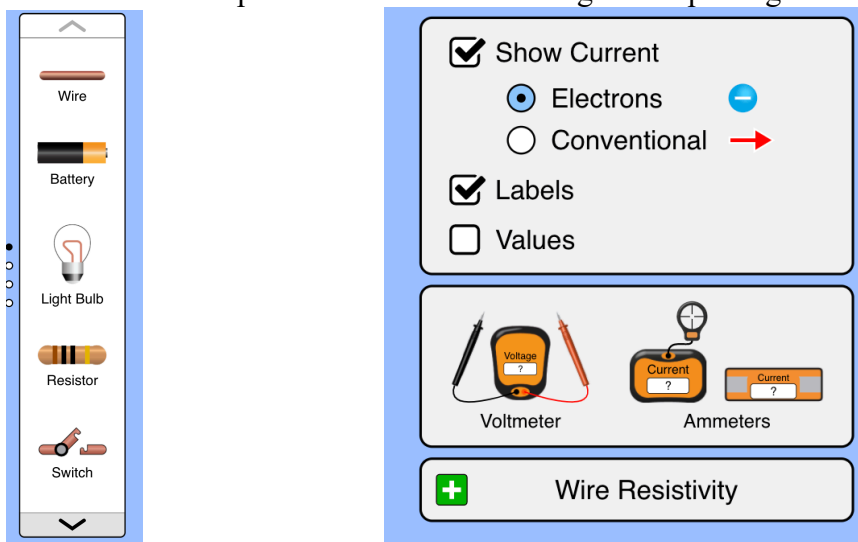 Wire
Battery
Light Bulb
Resistor
Switch
Show Current
Electrons
Conventional
Labels
Values
Voltage
?
Voltmeter
Current
?
Current
?
Ammeters
Wire Resistivity